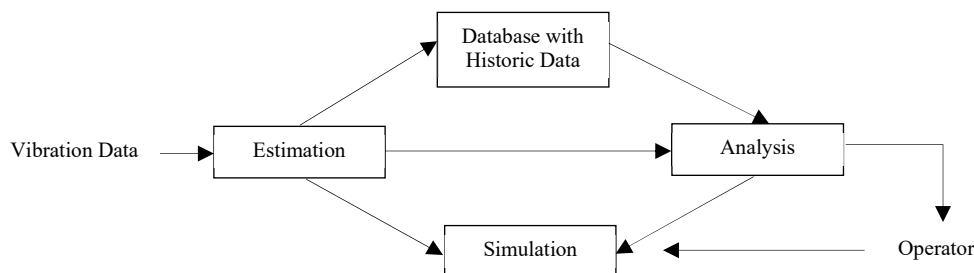 Database with
Historic Data
Vibration Data
Estimation
Analysis
Simulation
Operator